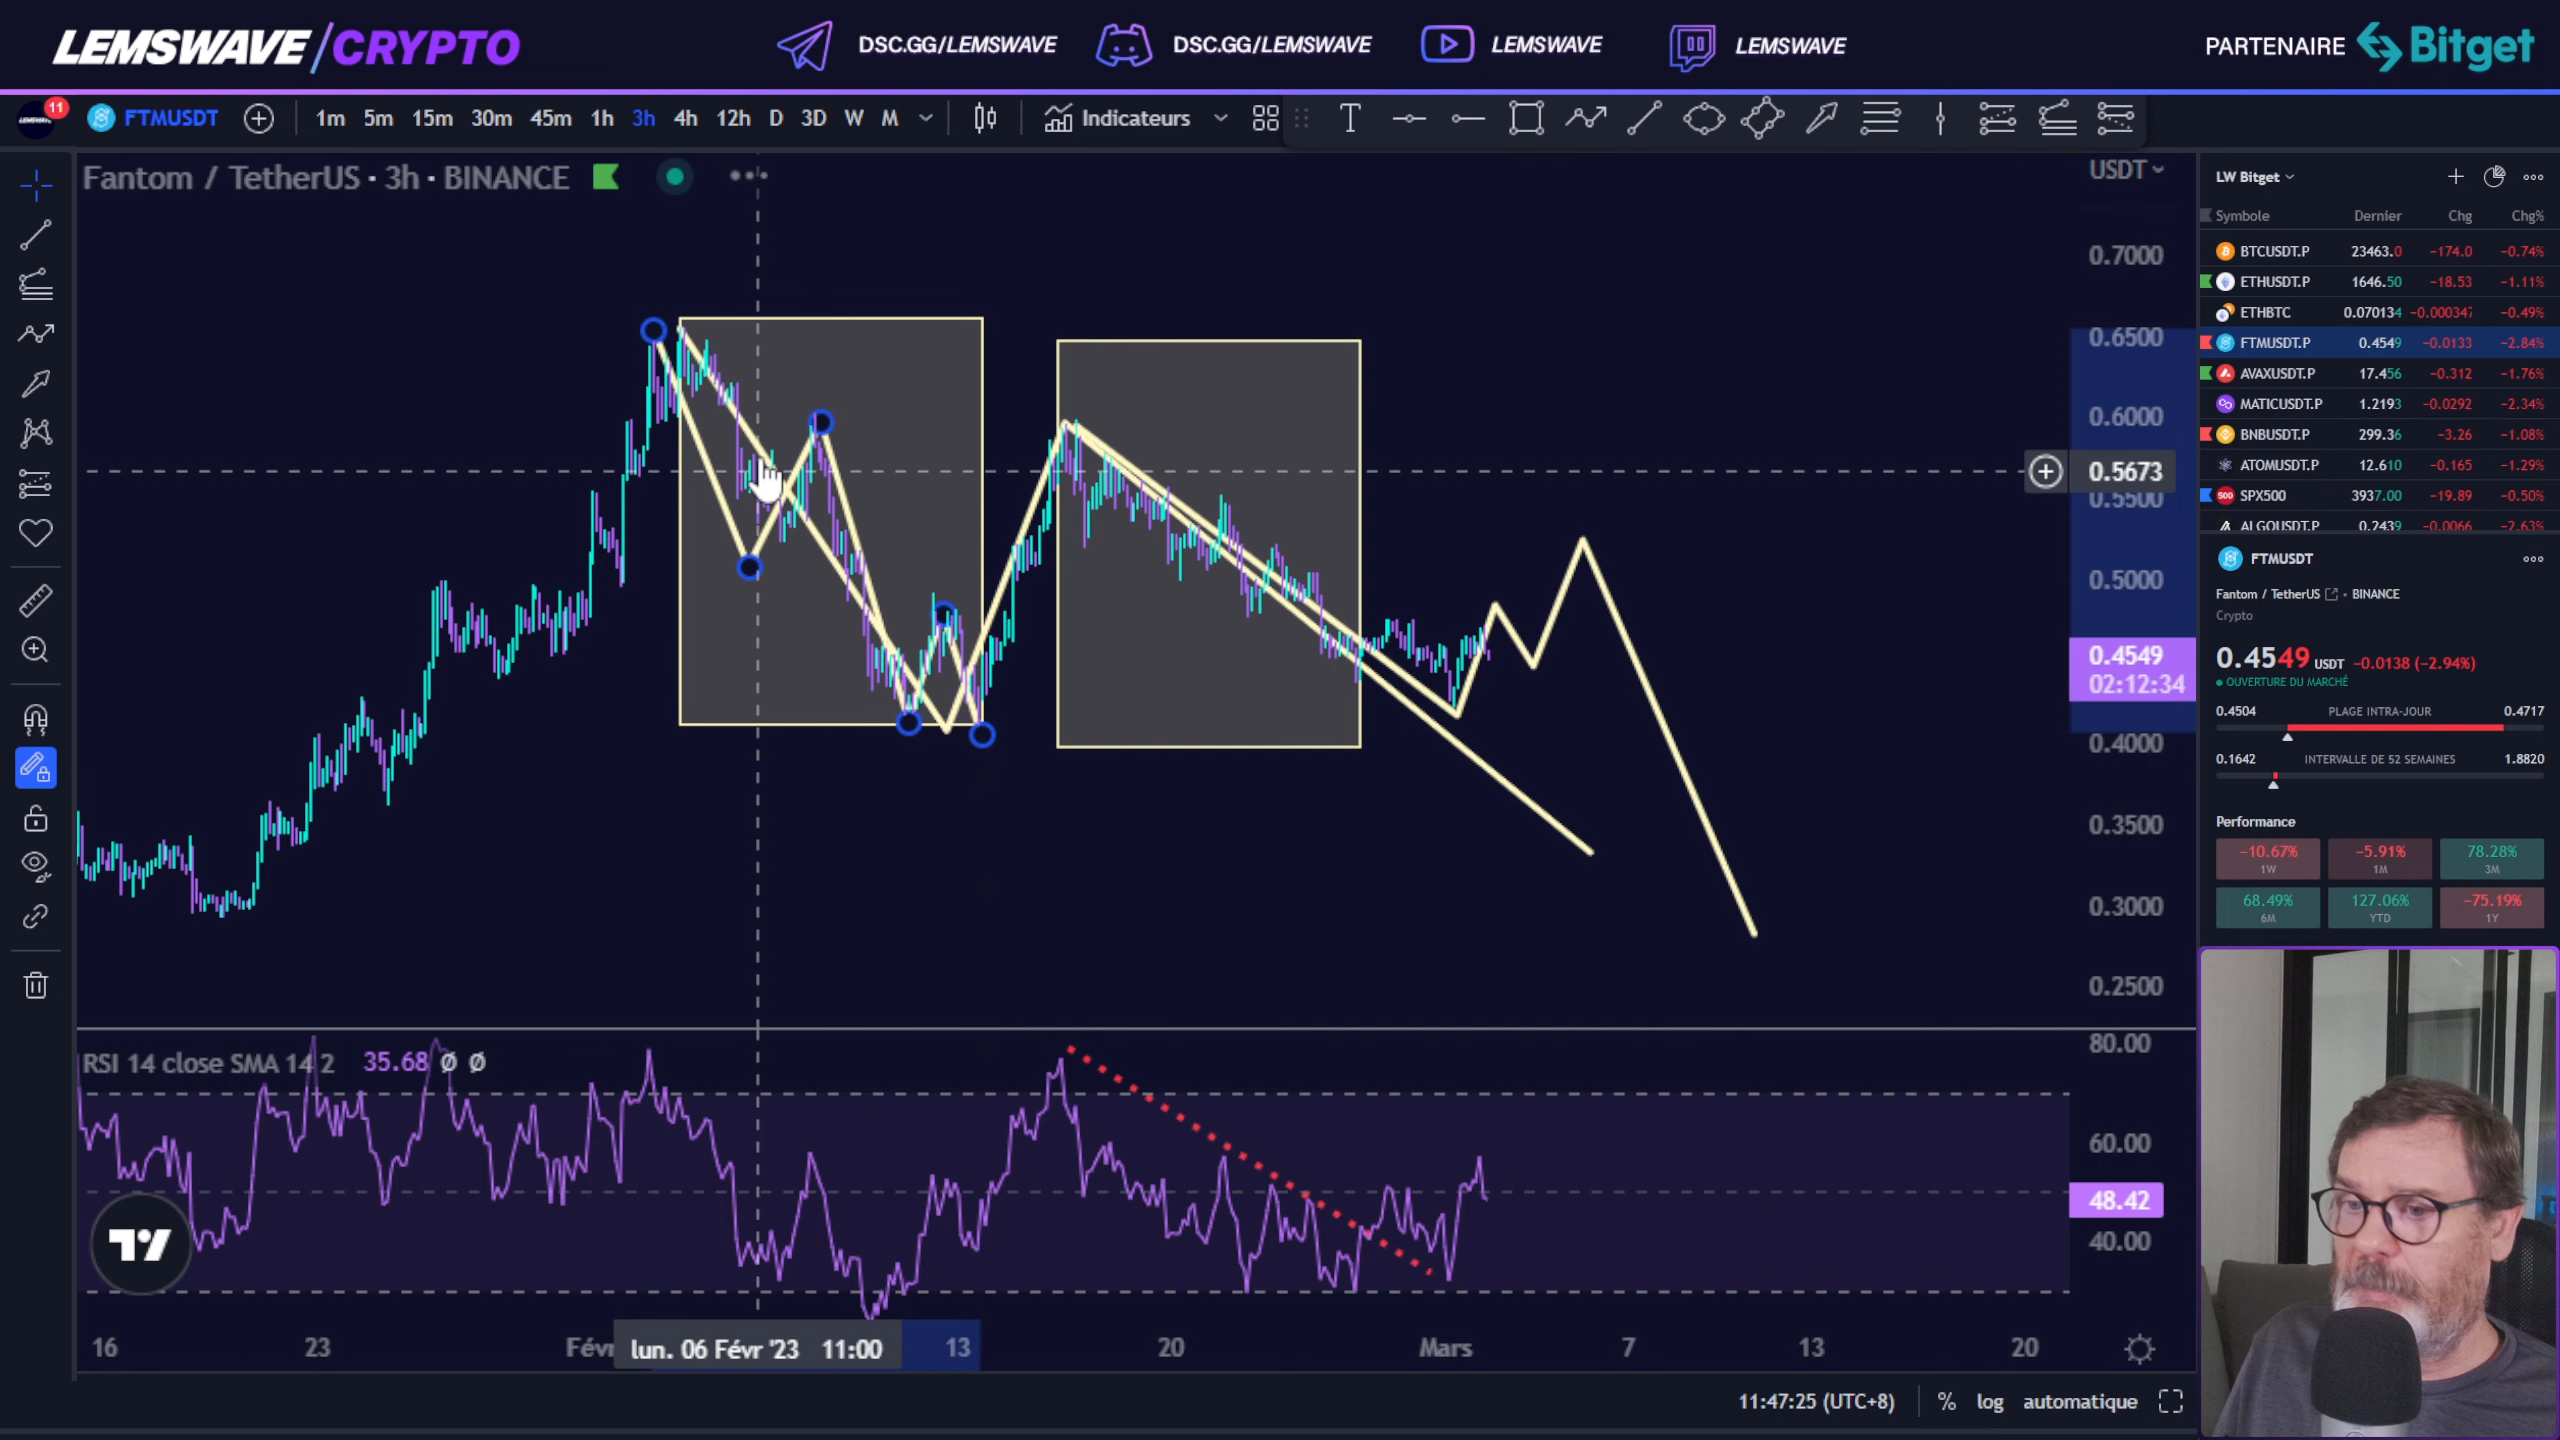 LEMSWAVE/CRYPTO
DSC.GG/LEMSWAVE
DSC.GG/LEMSWAVE
LEMSWAVE
LEMSWAVE
PARTENAIRE Bitget
11
FTMUSDT
1m 5m 15m 30m 45m 1h 3h 4h 12h D 3D W M
Indicateurs
Fantom / TetherUS · 3h · BINANCE
USDT
0.7000
0.6500
0.6000
0.5673
0.5500
0.5000
0.4549
02:12:34
0.4000
0.3500
0.3000
0.2500
RSI 14 close SMA 14 2 35.68 Ø Ø
80.00
60.00
48.42
40.00
16 23 Févr lun. 06 Févr '23 11:00 13 20 Mars 7 13 20
11:47:25 (UTC+8) % log automatique
LW Bitget
Symbole Dernier Chg Chg%
BTCUSDT.P 23463.0 −174.0 −0.74%
ETHUSDT.P 1646.50 −18.53 −1.11%
ETHBTC 0.070134 −0.000347 −0.49%
FTMUSDT.P 0.4549 −0.0133 −2.84%
AVAXUSDT.P 17.456 −0.312 −1.76%
MATICUSDT.P 1.2193 −0.0292 −2.34%
BNBUSDT.P 299.36 −3.26 −1.08%
ATOMUSDT.P 12.610 −0.165 −1.29%
500 SPX500 3937.00 −19.89 −0.50%
ALGOUSDT.P 0.2439 −0.0066 −2.63%
FTMUSDT
Fantom / TetherUS · BINANCE
Crypto
0.4549 USDT −0.0138 (−2.94%)
OUVERTURE DU MARCHÉ
0.4504 PLAGE INTRA-JOUR 0.4717
0.1642 INTERVALLE DE 52 SEMAINES 1.8820
Performance
−10.67% −5.91% 78.28%
1W 1M 3M
68.49% 127.06% −75.19%
6M YTD 1Y